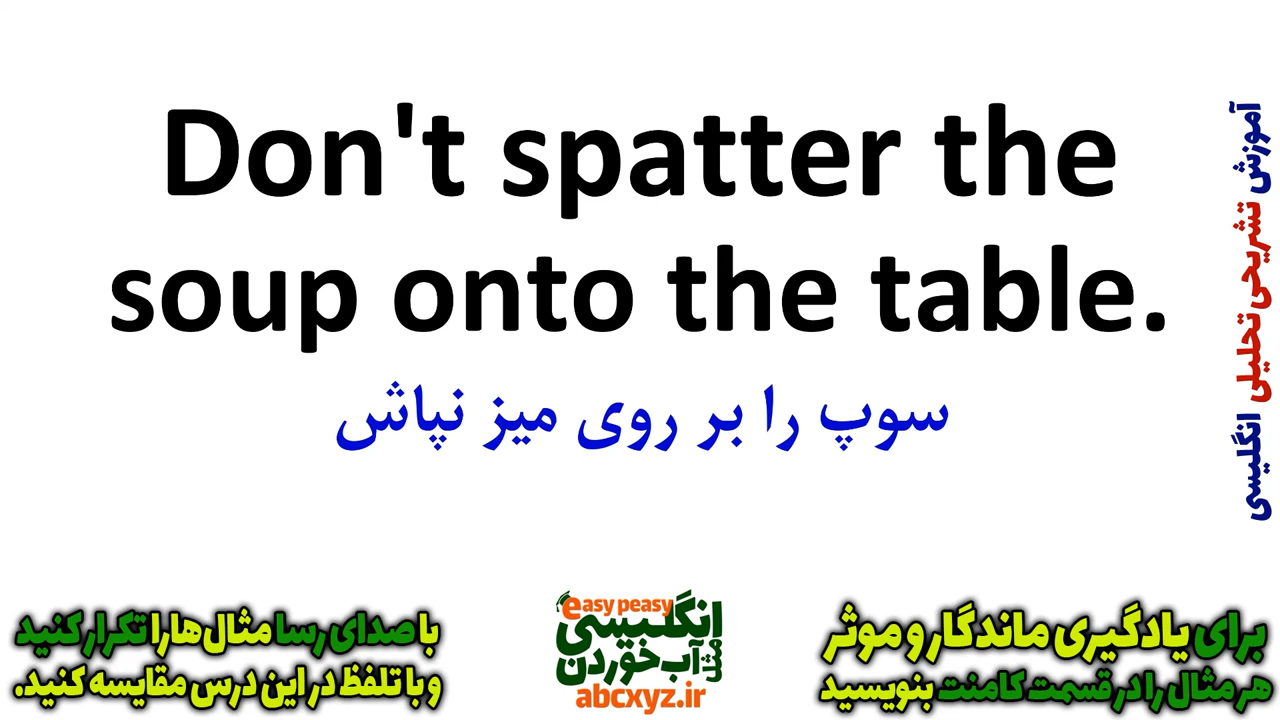 Don't spatter the
soup onto the table.
سوپ را بر روی میز نپاش
آموزش تشریحی تحلیلی انگلیسی
برای یادگیری ماندگار و موثر
هر مثال را در قسمت کامنت بنویسید
easy peasy
انگلیسی
مثل آب خوردن
abcxyz.ir
با صدای رسا مثال‌ها را تکرار کنید
و با تلفظ در این درس مقایسه کنید.